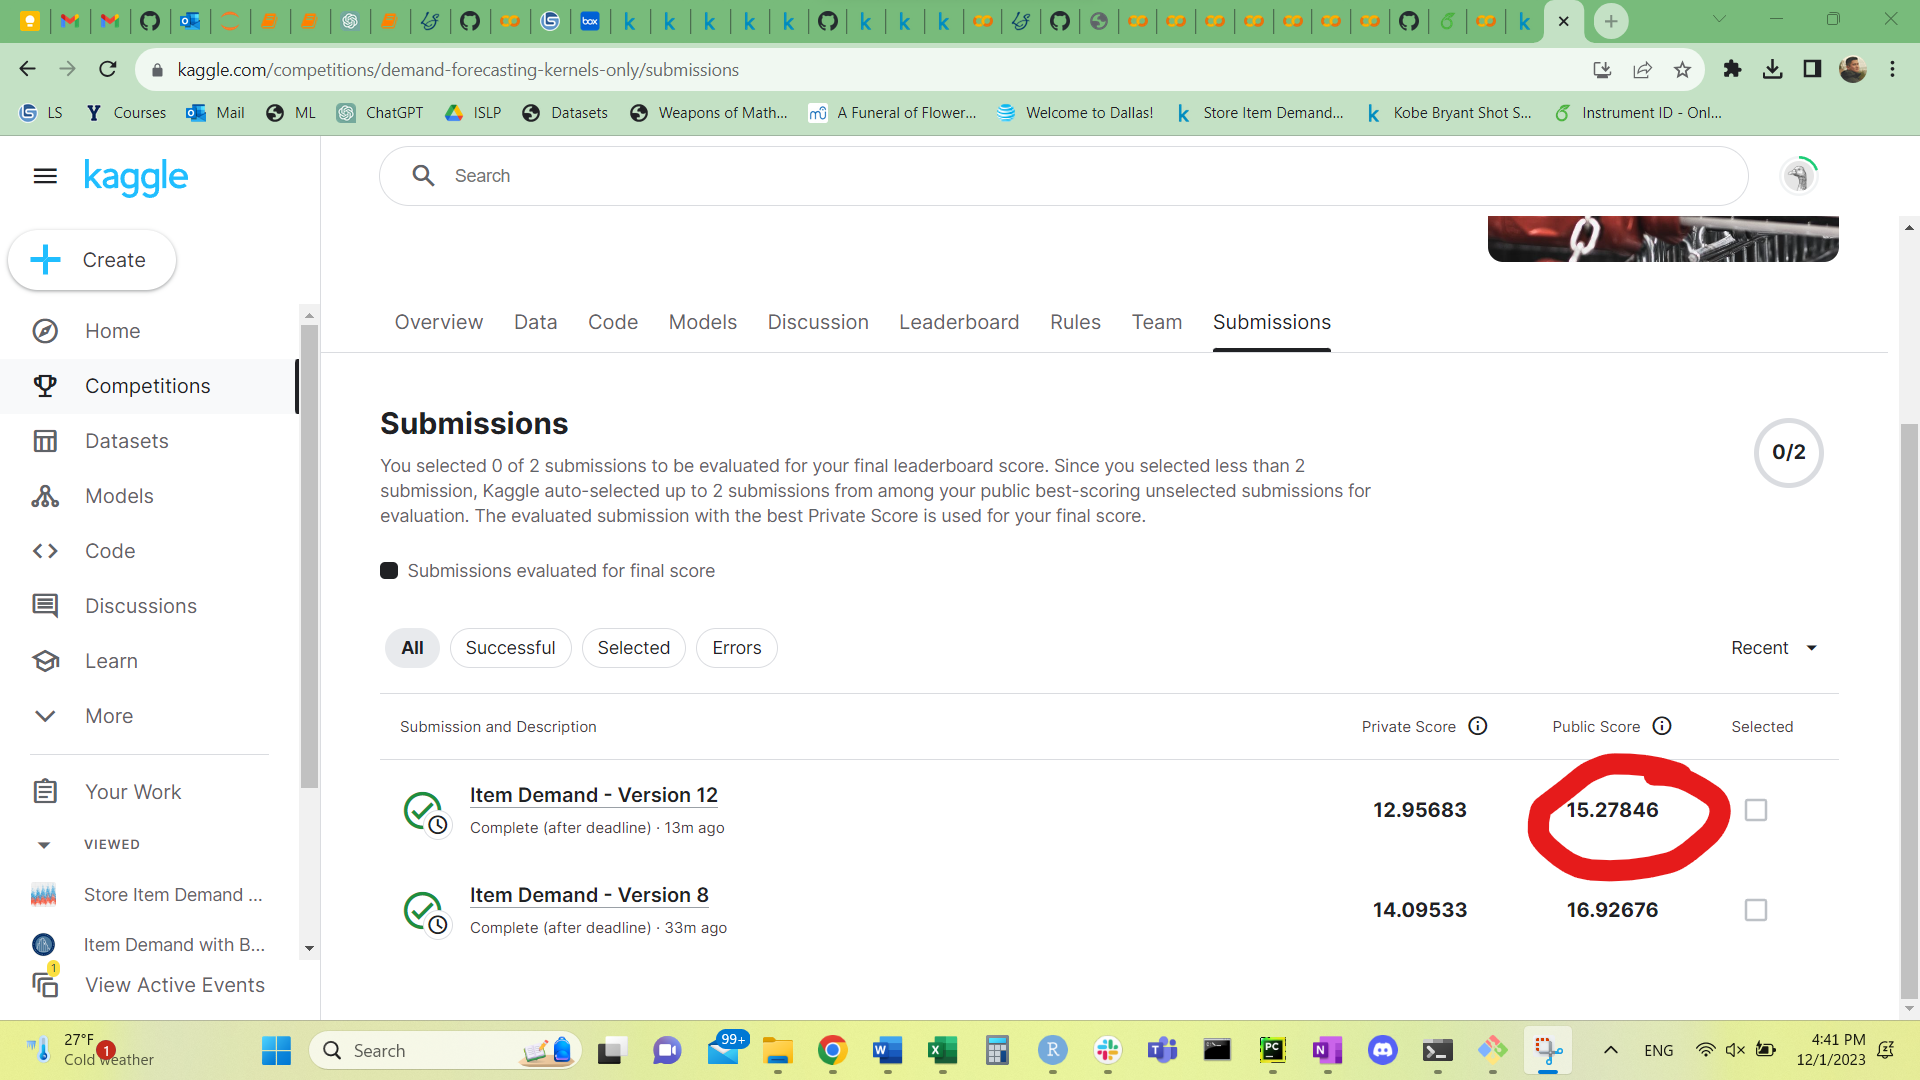 kaggle.com/competitions/demand-forecasting-kernels-only/submissions
LS Courses Mail ML ChatGPT ISLP Datasets Weapons of Math... A Funeral of Flower... Welcome to Dallas! Store Item Demand... Kobe Bryant Shot S... Instrument ID - Onl...
kaggle
Search
Create
Home
Competitions
Datasets
Models
Code
Discussions
Learn
More
Your Work
VIEWED
Store Item Demand ...
Item Demand with B...
1
View Active Events
Overview Data Code Models Discussion Leaderboard Rules Team Submissions
Submissions
0/2
You selected 0 of 2 submissions to be evaluated for your final leaderboard score. Since you selected less than 2
submission, Kaggle auto-selected up to 2 submissions from among your public best-scoring unselected submissions for
evaluation. The evaluated submission with the best Private Score is used for your final score.
Submissions evaluated for final score
All Successful Selected Errors Recent
Submission and Description Private Score Public Score Selected
Item Demand - Version 12 12.95683 15.27846
Complete (after deadline) · 13m ago
Item Demand - Version 8 14.09533 16.92676
Complete (after deadline) · 33m ago
27°F
Cold weather
1
Search
99+
ENG
4:41 PM
12/1/2023